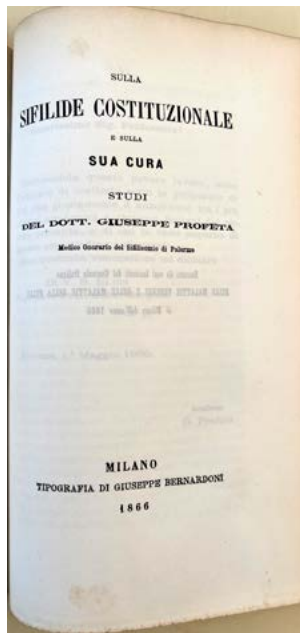 SULLA
SIFILIDE COSTITUZIONALE
E SULLA
SUA CURA
STUDI
DEL DOTT. GIUSEPPE PROFETA
Medico Onorario del Sifilicomio di Palermo
MILANO
TIPOGRAFIA DI GIUSEPPE BERNARDONI
1866